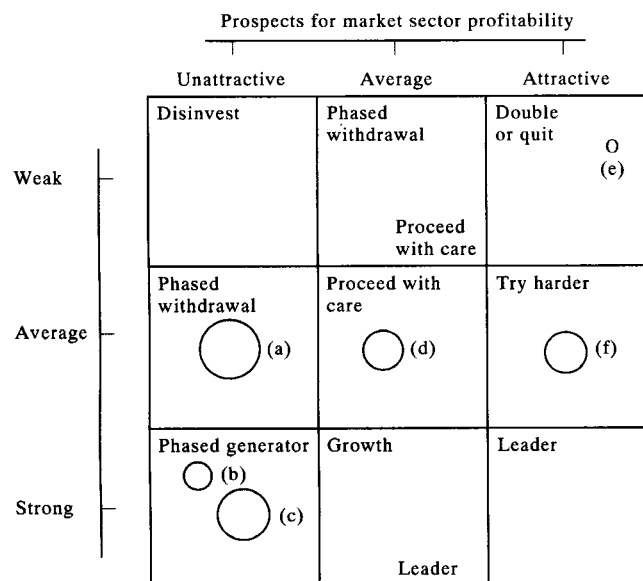 Prospects for market sector profitability
Unattractive Average Attractive
Disinvest
Phased
withdrawal
Proceed
with care
Double
or quit
(e)
Weak
Phased
withdrawal
(a)
Proceed with
care
(d)
Try harder
(f)
Average
Phased generator
(b)
(c)
Growth
Leader
Leader
Strong